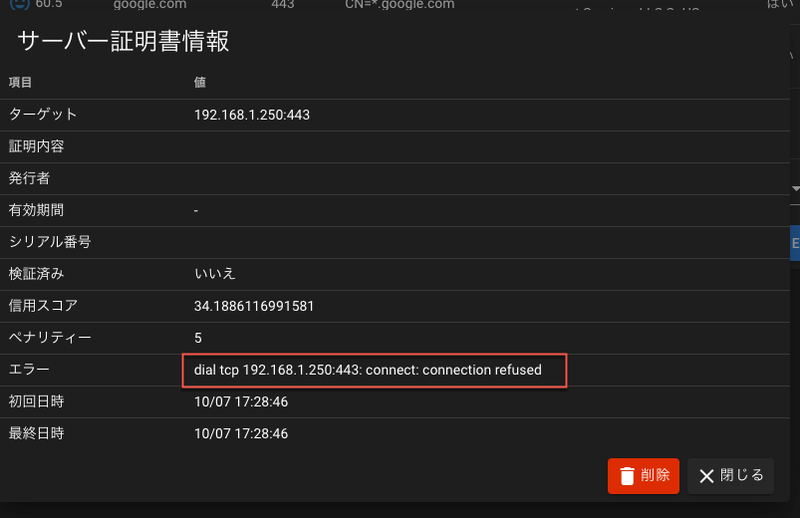 60.5 google.com 443 CN=*.google.com はい
サーバー証明書情報
項目 値
ターゲット 192.168.1.250:443
証明内容
発行者
有効期間 -
シリアル番号
検証済み いいえ
信用スコア 34.1886116991581
ペナリティー 5
エラー dial tcp 192.168.1.250:443: connect: connection refused
初回日時 10/07 17:28:46
最終日時 10/07 17:28:46
削除 閉じる